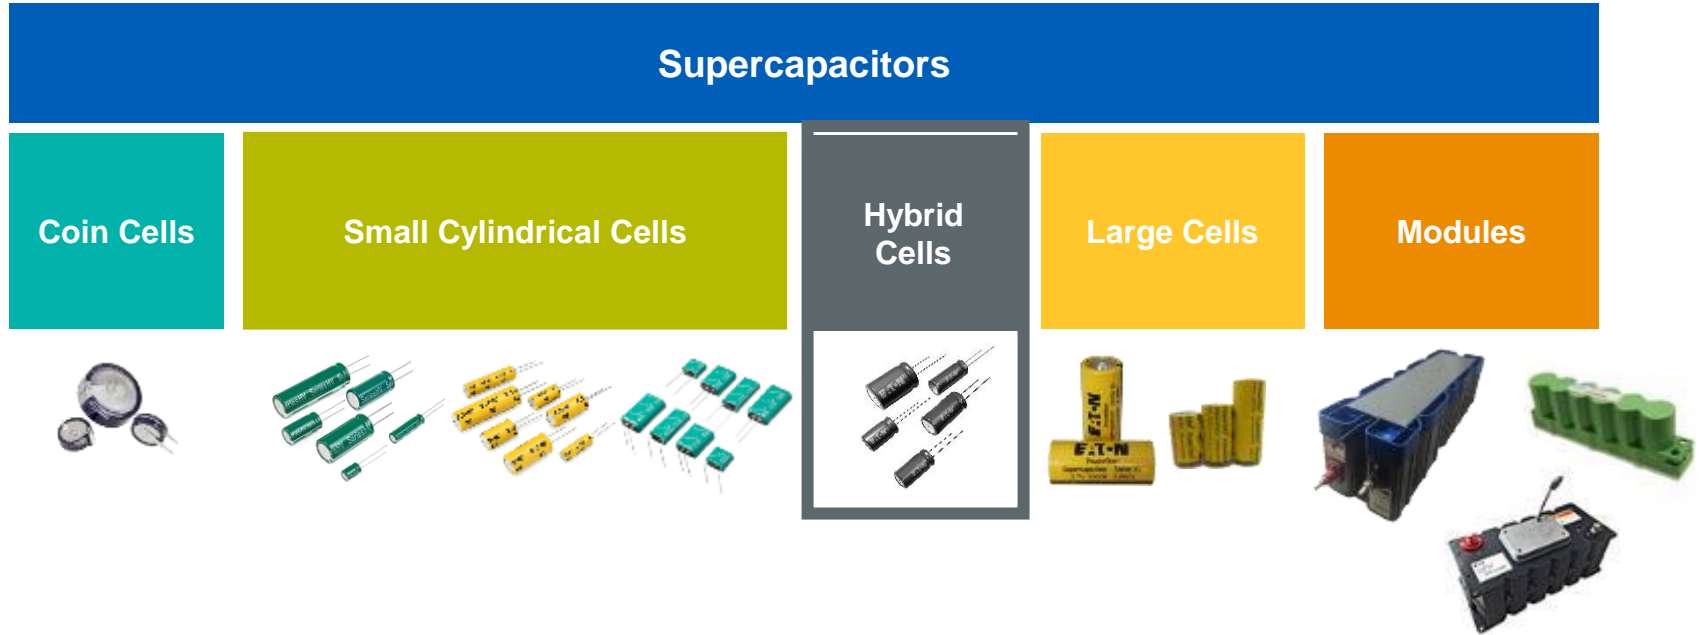 Supercapacitors
Coin Cells
Small Cylindrical Cells
Hybrid
Cells
Large Cells
Modules
E·T·N
E·T·N